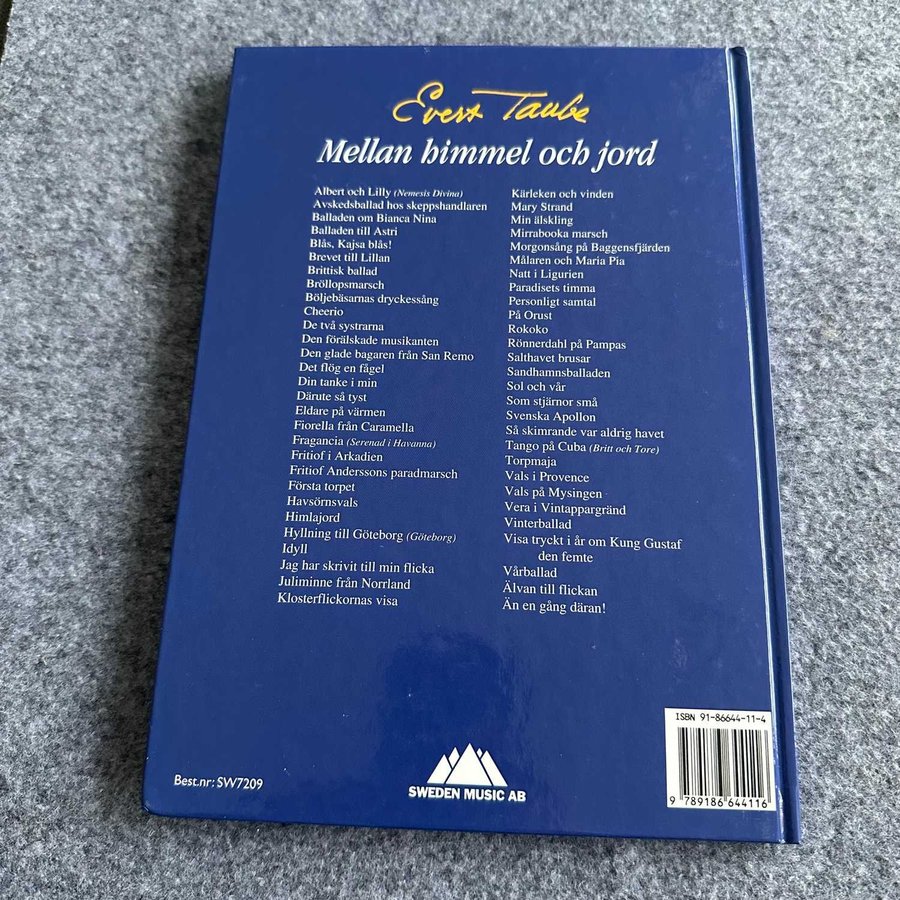 Evert Taube
Mellan himmel och jord
Albert och Lilly (Nemesis Divina)
Avskedsballad hos skeppshandlaren
Balladen om Bianca Nina
Balladen till Astri
Blås, Kajsa blås!
Brevet till Lillan
Brittisk ballad
Bröllopsmarsch
Böljebäsarnas dryckessång
Cheerio
De två systrarna
Den förälskade musikanten
Den glade bagaren från San Remo
Det flög en fågel
Din tanke i min
Därute så tyst
Eldare på värmen
Fiorella från Caramella
Fragancia (Serenad i Havanna)
Fritiof i Arkadien
Fritiof Anderssons paradmarsch
Första torpet
Havsörnsvals
Himlajord
Hyllning till Göteborg (Göteborg)
Idyll
Jag har skrivit till min flicka
Juliminne från Norrland
Klosterflickornas visa
Kärleken och vinden
Mary Strand
Min älskling
Mirrabooka marsch
Morgonsång på Baggensfjärden
Målaren och Maria Pia
Natt i Ligurien
Paradisets timma
Personligt samtal
På Orust
Rokoko
Rönnerdahl på Pampas
Salthavet brusar
Sandhamnsballaden
Sol och vår
Som stjärnor små
Svenska Apollon
Så skimrande var aldrig havet
Tango på Cuba (Britt och Tore)
Torpmaja
Vals i Provence
Vals på Mysingen
Vera i Vintappargränd
Vinterballad
Visa tryckt i år om Kung Gustaf
den femte
Vårballad
Älvan till flickan
Än en gång däran!
Best.nr: SW7209
SWEDEN MUSIC AB
ISBN 91-86644-11-4
9 789186 644116